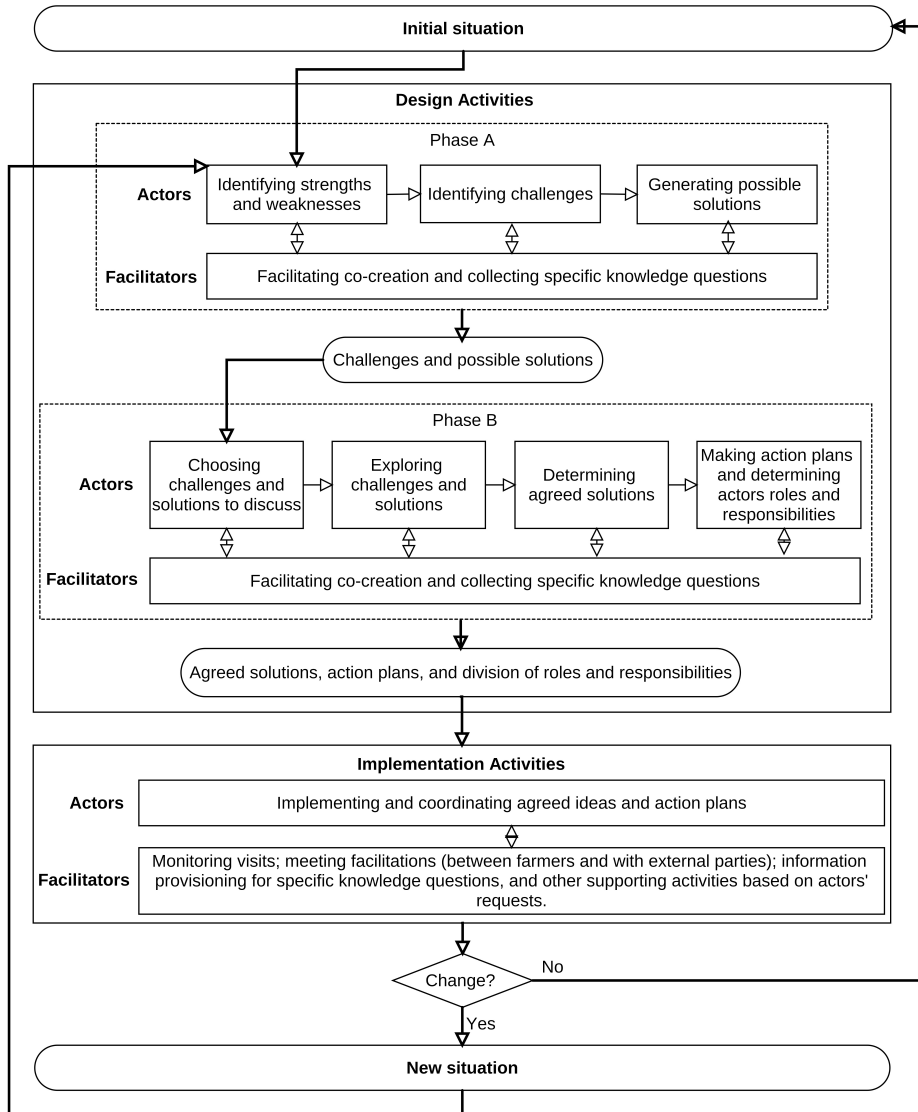 Initial situation
Design Activities
Phase A
Actors
Identifying strengths
and weaknesses
Identifying challenges
Generating possible
solutions
Facilitators
Facilitating co-creation and collecting specific knowledge questions
Challenges and possible solutions
Phase B
Actors
Choosing
challenges and
solutions to discuss
Exploring
challenges and
solutions
Determining
agreed solutions
Making action plans
and determining
actors roles and
responsibilities
Facilitators
Facilitating co-creation and collecting specific knowledge questions
Agreed solutions, action plans, and division of roles and responsibilities
Implementation Activities
Actors
Implementing and coordinating agreed ideas and action plans
Facilitators
Monitoring visits; meeting facilitations (between farmers and with external parties); information
provisioning for specific knowledge questions, and other supporting activities based on actors'
requests.
Change?
No
Yes
New situation